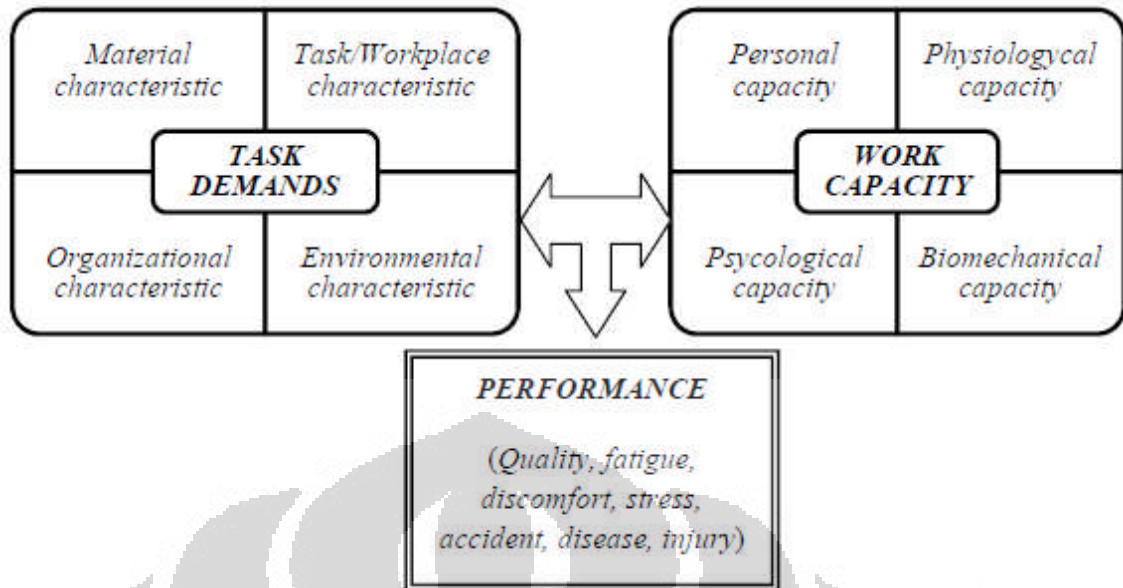 Material
characteristic
Task/Workplace
characteristic
TASK
DEMANDS
Organizational
characteristic
Environmental
characteristic
Personal
capacity
Physiologycal
capacity
WORK
CAPACITY
Psycological
capacity
Biomechanical
capacity
PERFORMANCE
(Quality, fatigue,
discomfort, stress,
accident, disease, injury)